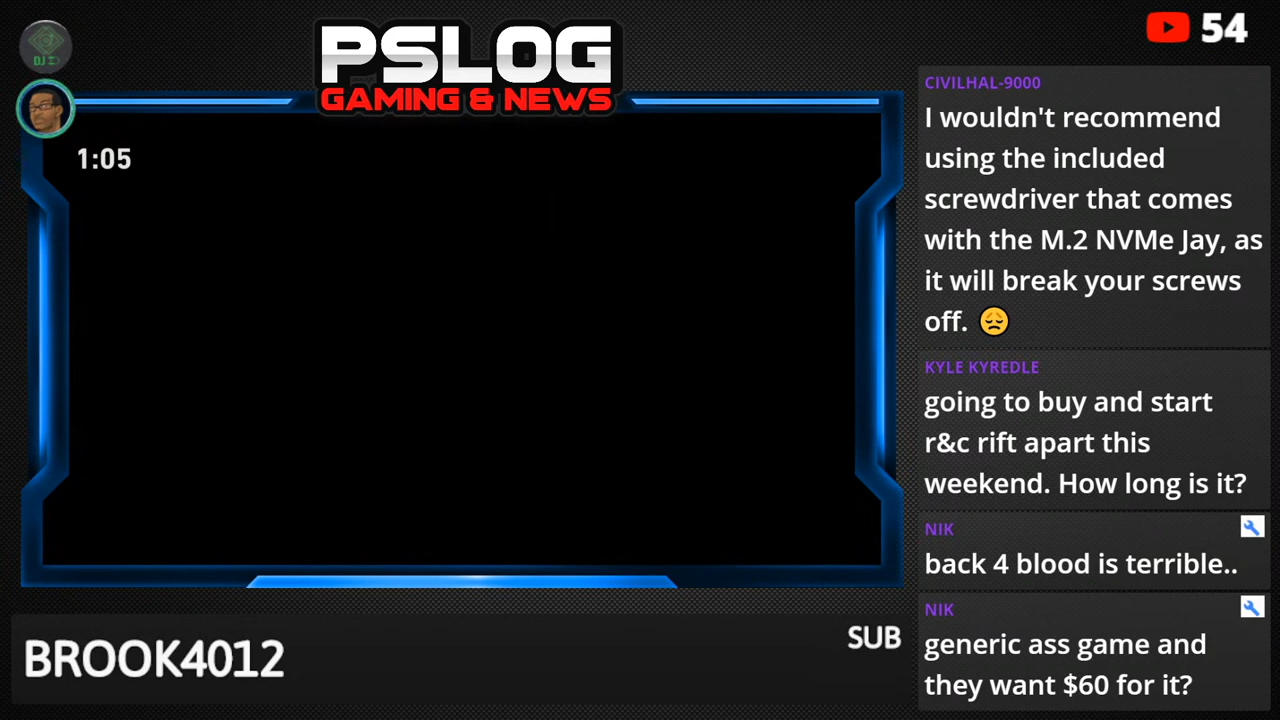 DJ
PSLOG
GAMING & NEWS
54
1:05
CIVILHAL-9000
I wouldn't recommend
using the included
screwdriver that comes
with the M.2 NVMe Jay, as
it will break your screws
off. 😞
KYLE KYREDLE
going to buy and start
r&c rift apart this
weekend. How long is it?
NIK
back 4 blood is terrible..
NIK
generic ass game and
they want $60 for it?
BROOK4012
SUB